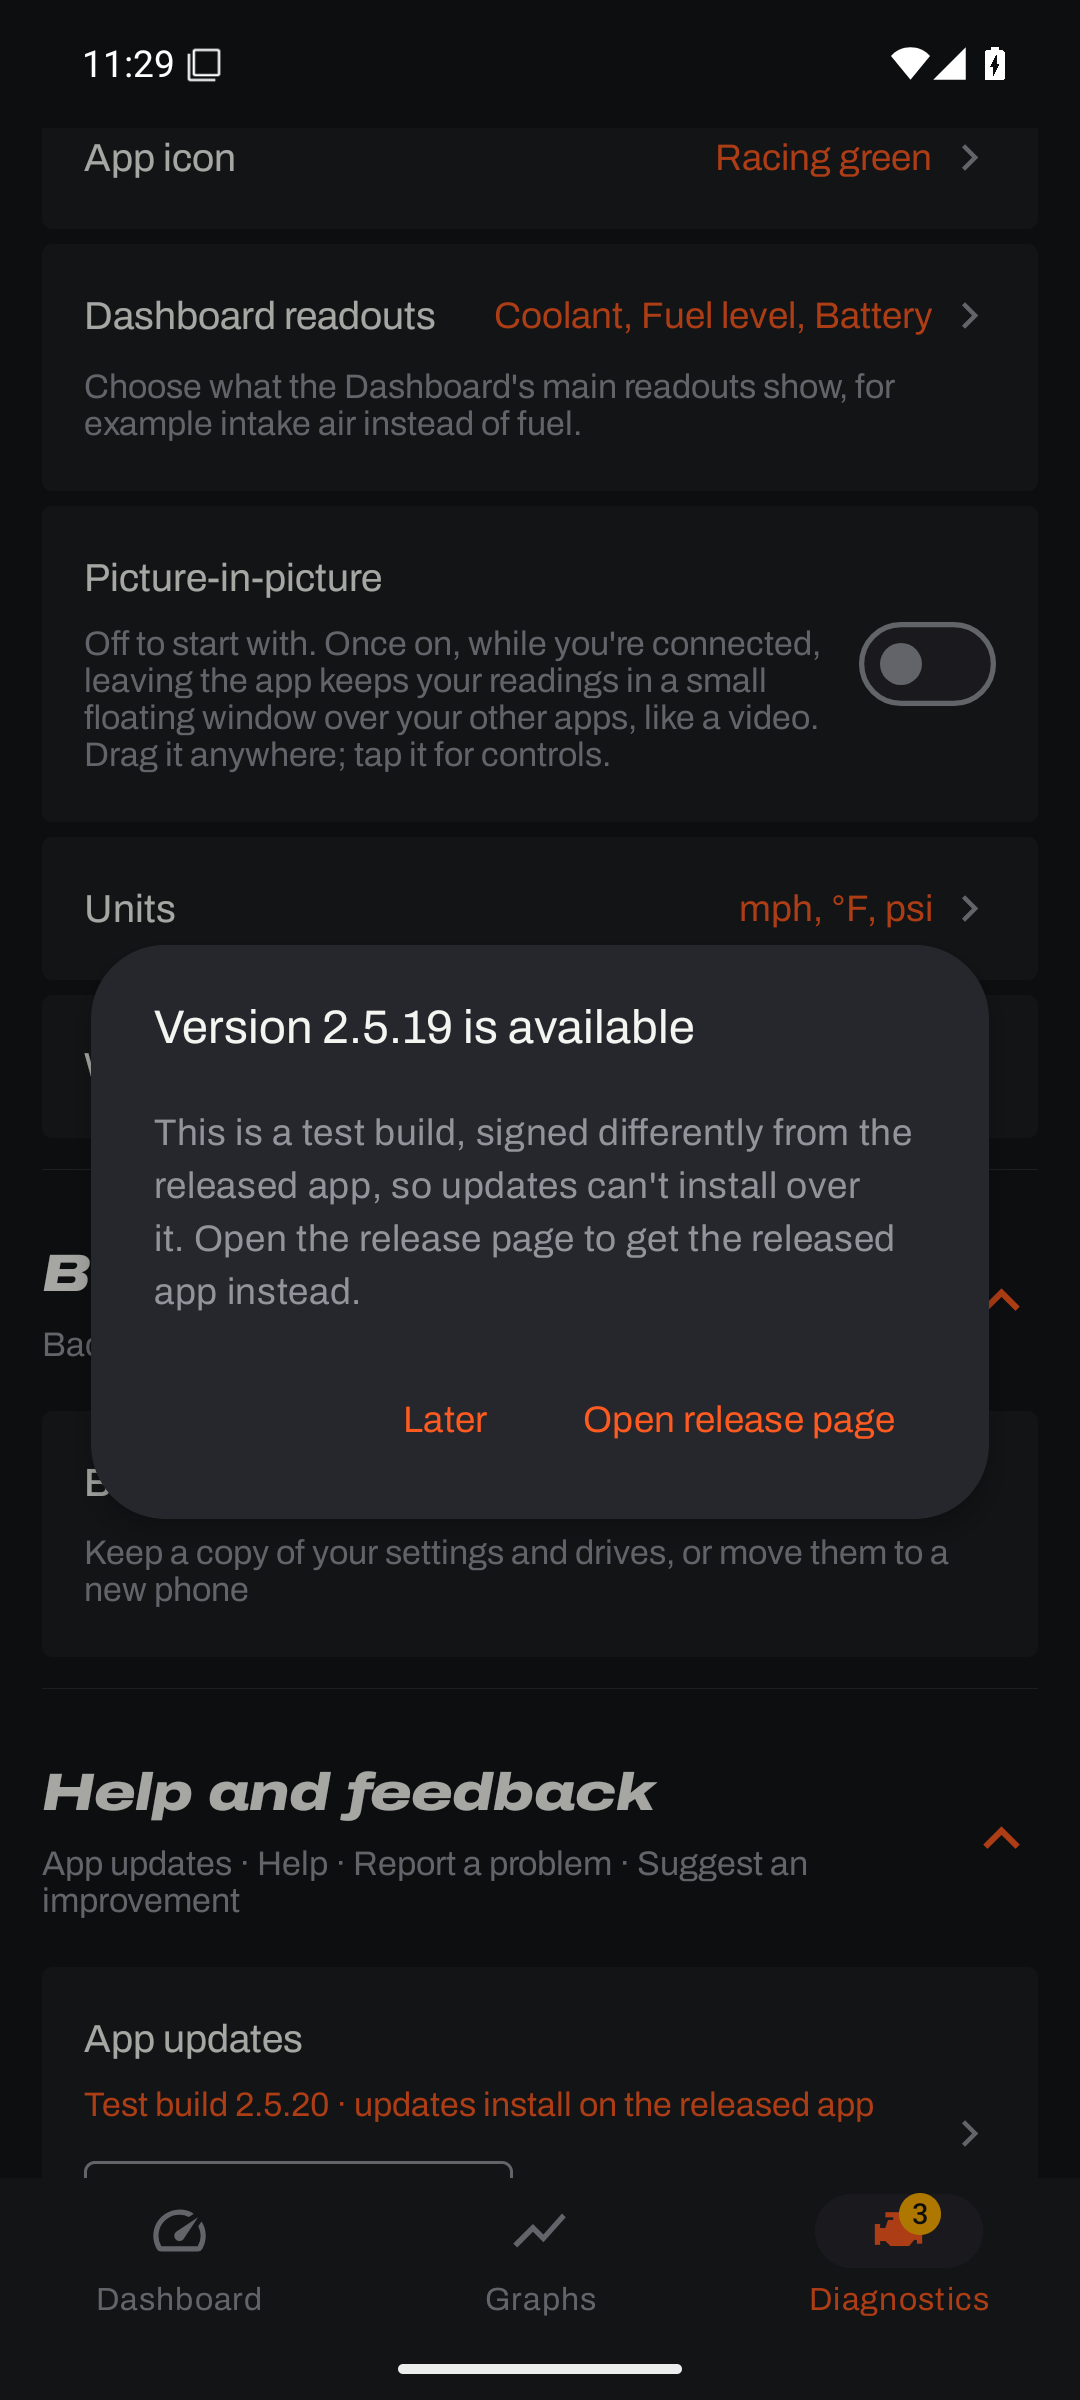 11:29
App icon
Racing green
Dashboard readouts
Coolant, Fuel level, Battery
Choose what the Dashboard's main readouts show, for
example intake air instead of fuel.
Picture-in-picture
Off to start with. Once on, while you're connected,
leaving the app keeps your readings in a small
floating window over your other apps, like a video.
Drag it anywhere; tap it for controls.
Units
mph, °F, psi
Version 2.5.19 is available
This is a test build, signed differently from the
released app, so updates can't install over
it. Open the release page to get the released
app instead.
Later
Open release page
Keep a copy of your settings and drives, or move them to a
new phone
Help and feedback
App updates · Help · Report a problem · Suggest an
improvement
App updates
Test build 2.5.20 · updates install on the released app
3
Dashboard
Graphs
Diagnostics